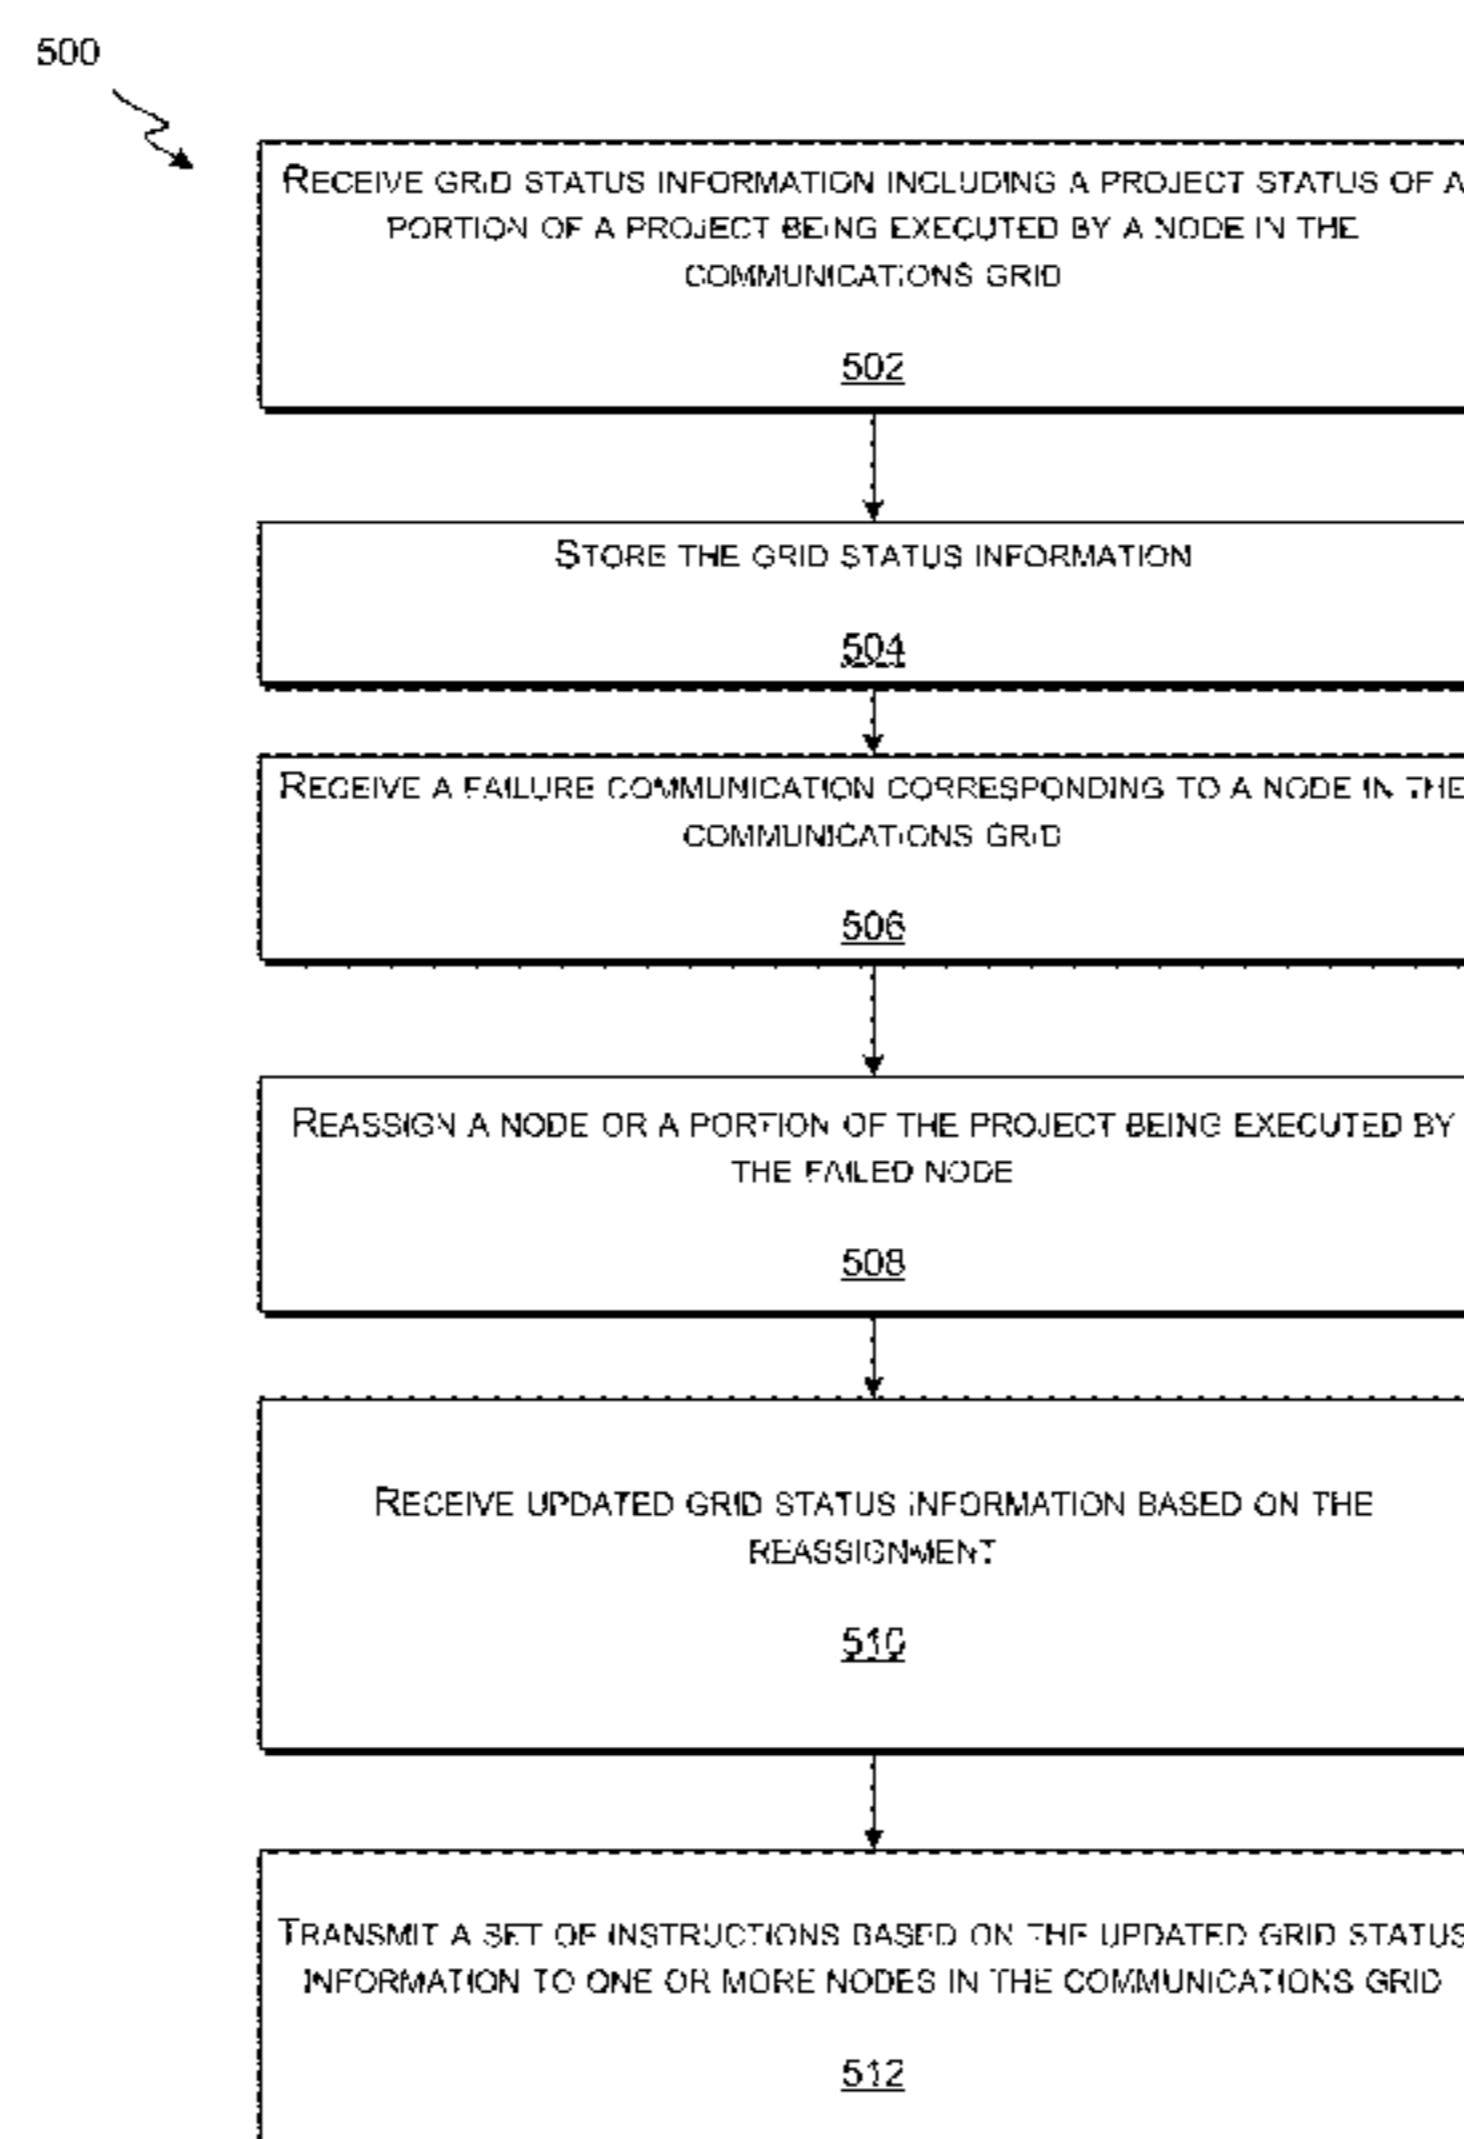 500
RECEIVE GRID STATUS INFORMATION INCLUDING A PROJECT STATUS OF A
PORTION OF A PROJECT BEING EXECUTED BY A NODE IN THE
COMMUNICATIONS GRID
502
STORE THE GRID STATUS INFORMATION
504
RECEIVE A FAILURE COMMUNICATION CORRESPONDING TO A NODE IN THE
COMMUNICATIONS GRID
506
REASSIGN A NODE OR A PORTION OF THE PROJECT BEING EXECUTED BY
THE FAILED NODE
508
RECEIVE UPDATED GRID STATUS INFORMATION BASED ON THE
REASSIGNMENT
510
TRANSMIT A SET OF INSTRUCTIONS BASED ON THE UPDATED GRID STATUS
INFORMATION TO ONE OR MORE NODES IN THE COMMUNICATIONS GRID
512